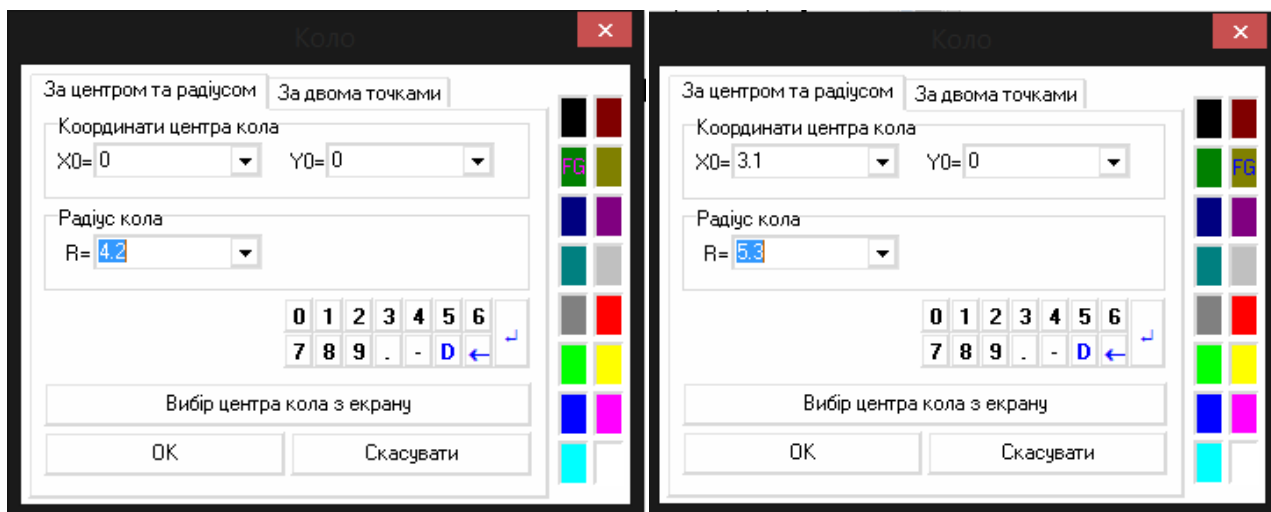 Коло
За центром та радіусом За двома точками
Координати центра кола
X0= 0 Y0= 0
FG
Радіус кола
R= 4.2
0 1 2 3 4 5 6
7 8 9 . - D ←
Вибір центра кола з екрану
OK Скасувати
Коло
За центром та радіусом За двома точками
Координати центра кола
X0= 3.1 Y0= 0
FG
Радіус кола
R= 5.3
0 1 2 3 4 5 6
7 8 9 . - D ←
Вибір центра кола з екрану
OK Скасувати